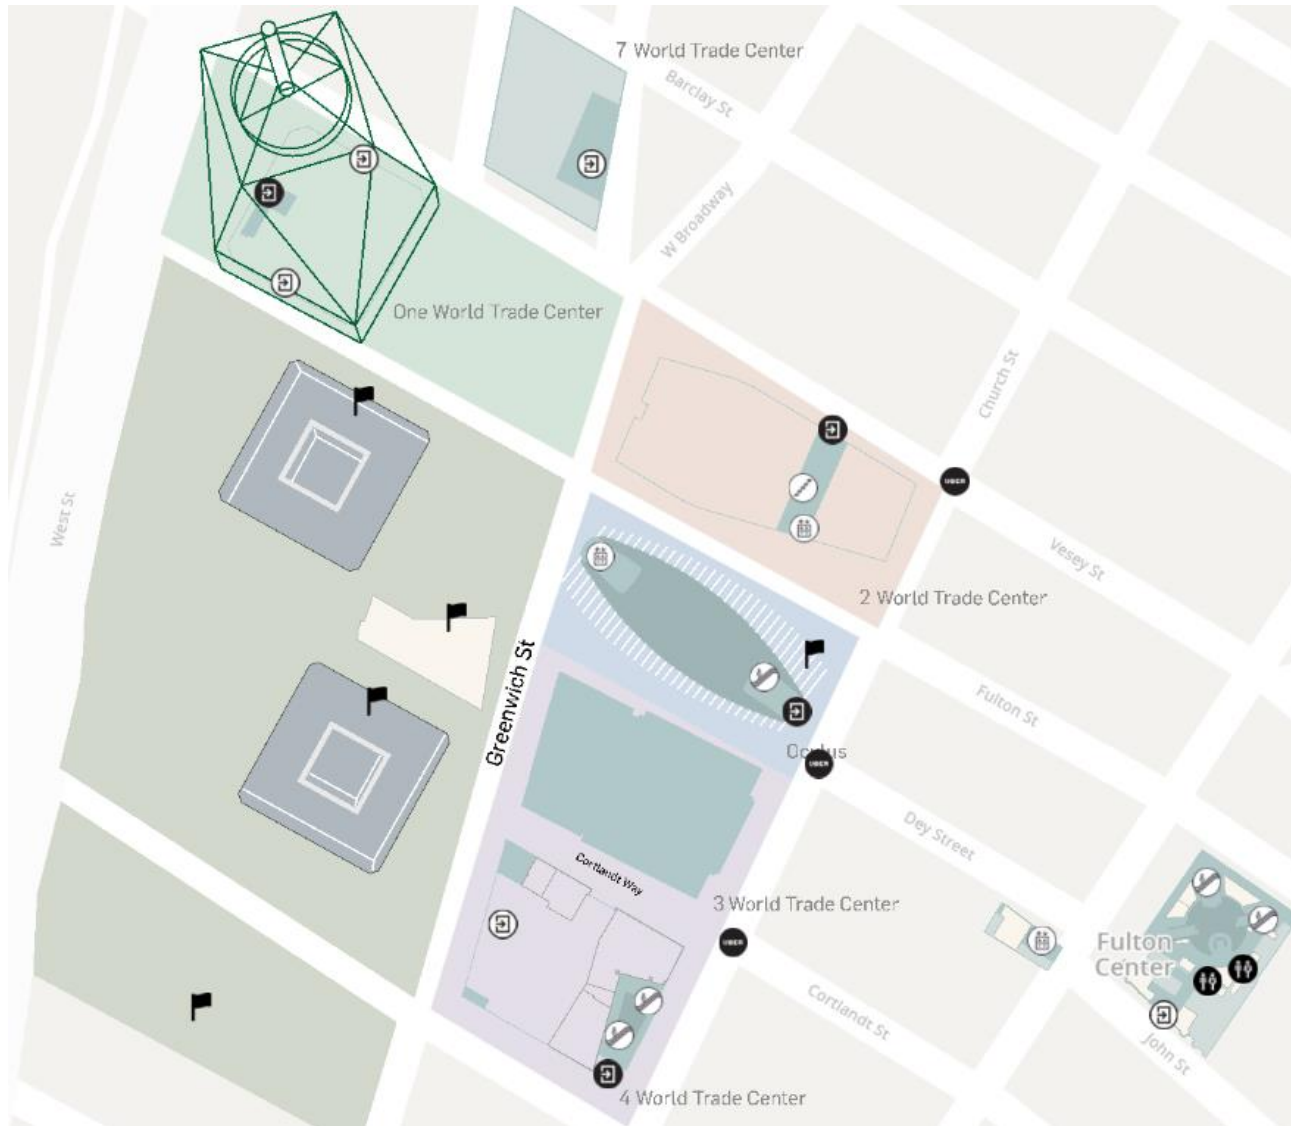 7 World Trade Center
Barclay St
W Broadway
One World Trade Center
Church St
West St
UBER
Vesey St
2 World Trade Center
Fulton St
Greenwich St
Oculus
UBER
Dey Street
Cortlandt Way
3 World Trade Center
UBER
Fulton
Center
Cortlandt St
John St
4 World Trade Center